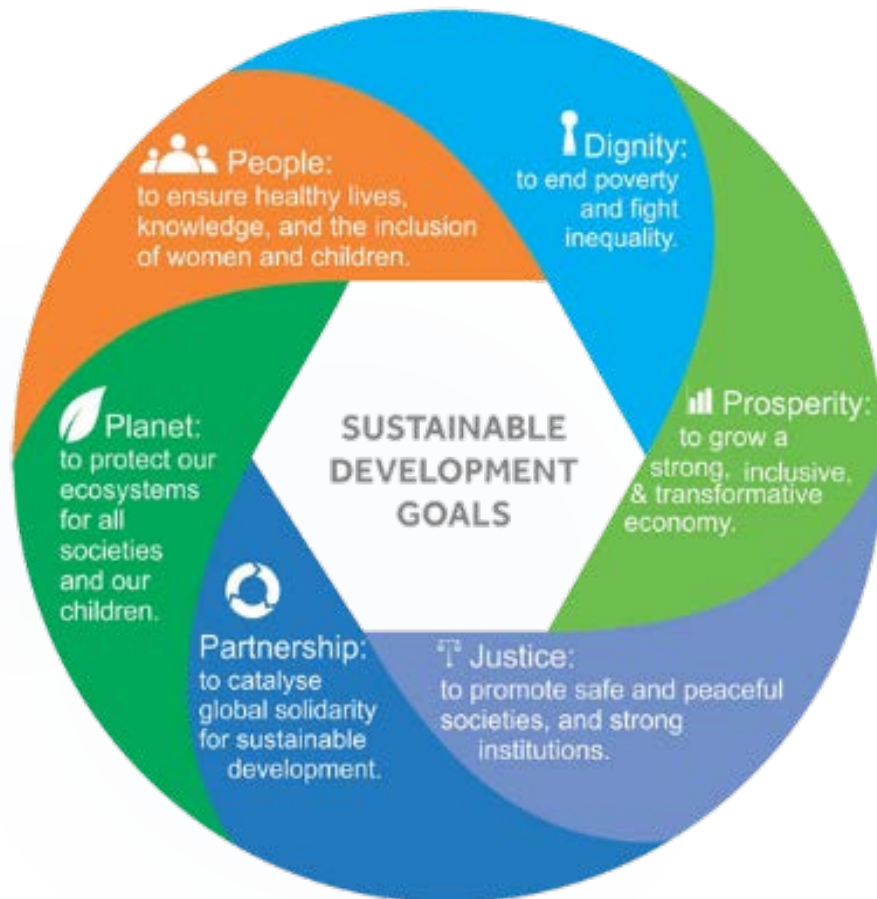 People:
to ensure healthy lives,
knowledge, and the inclusion
of women and children.
Dignity:
to end poverty
and fight
inequality.
Prosperity:
to grow a
strong, inclusive,
& transformative
economy.
Justice:
to promote safe and peaceful
societies, and strong
institutions.
Partnership:
to catalyse
global solidarity
for sustainable
development.
Planet:
to protect our
ecosystems
for all
societies
and our
children.
SUSTAINABLE
DEVELOPMENT
GOALS